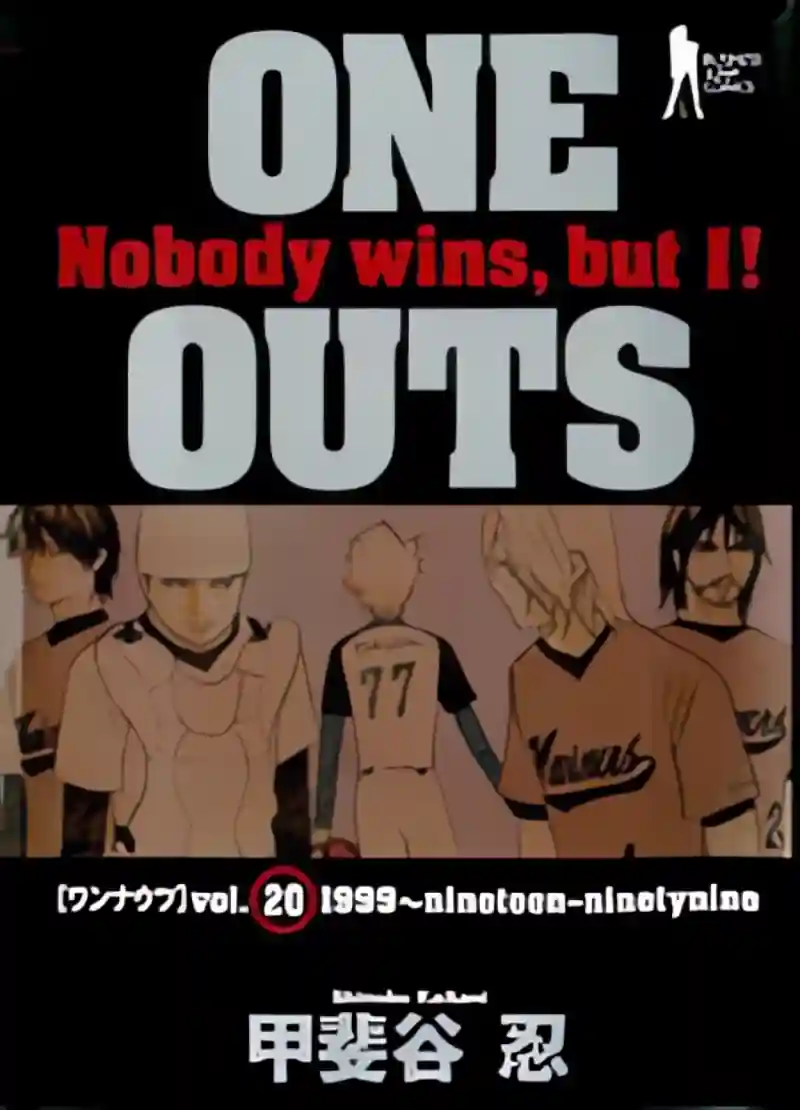 ONE
Nobody wins, but I!
OUTS
77
[ワンナウツ] vol. 20 1999~nineteen-ninetynine
甲斐谷 忍